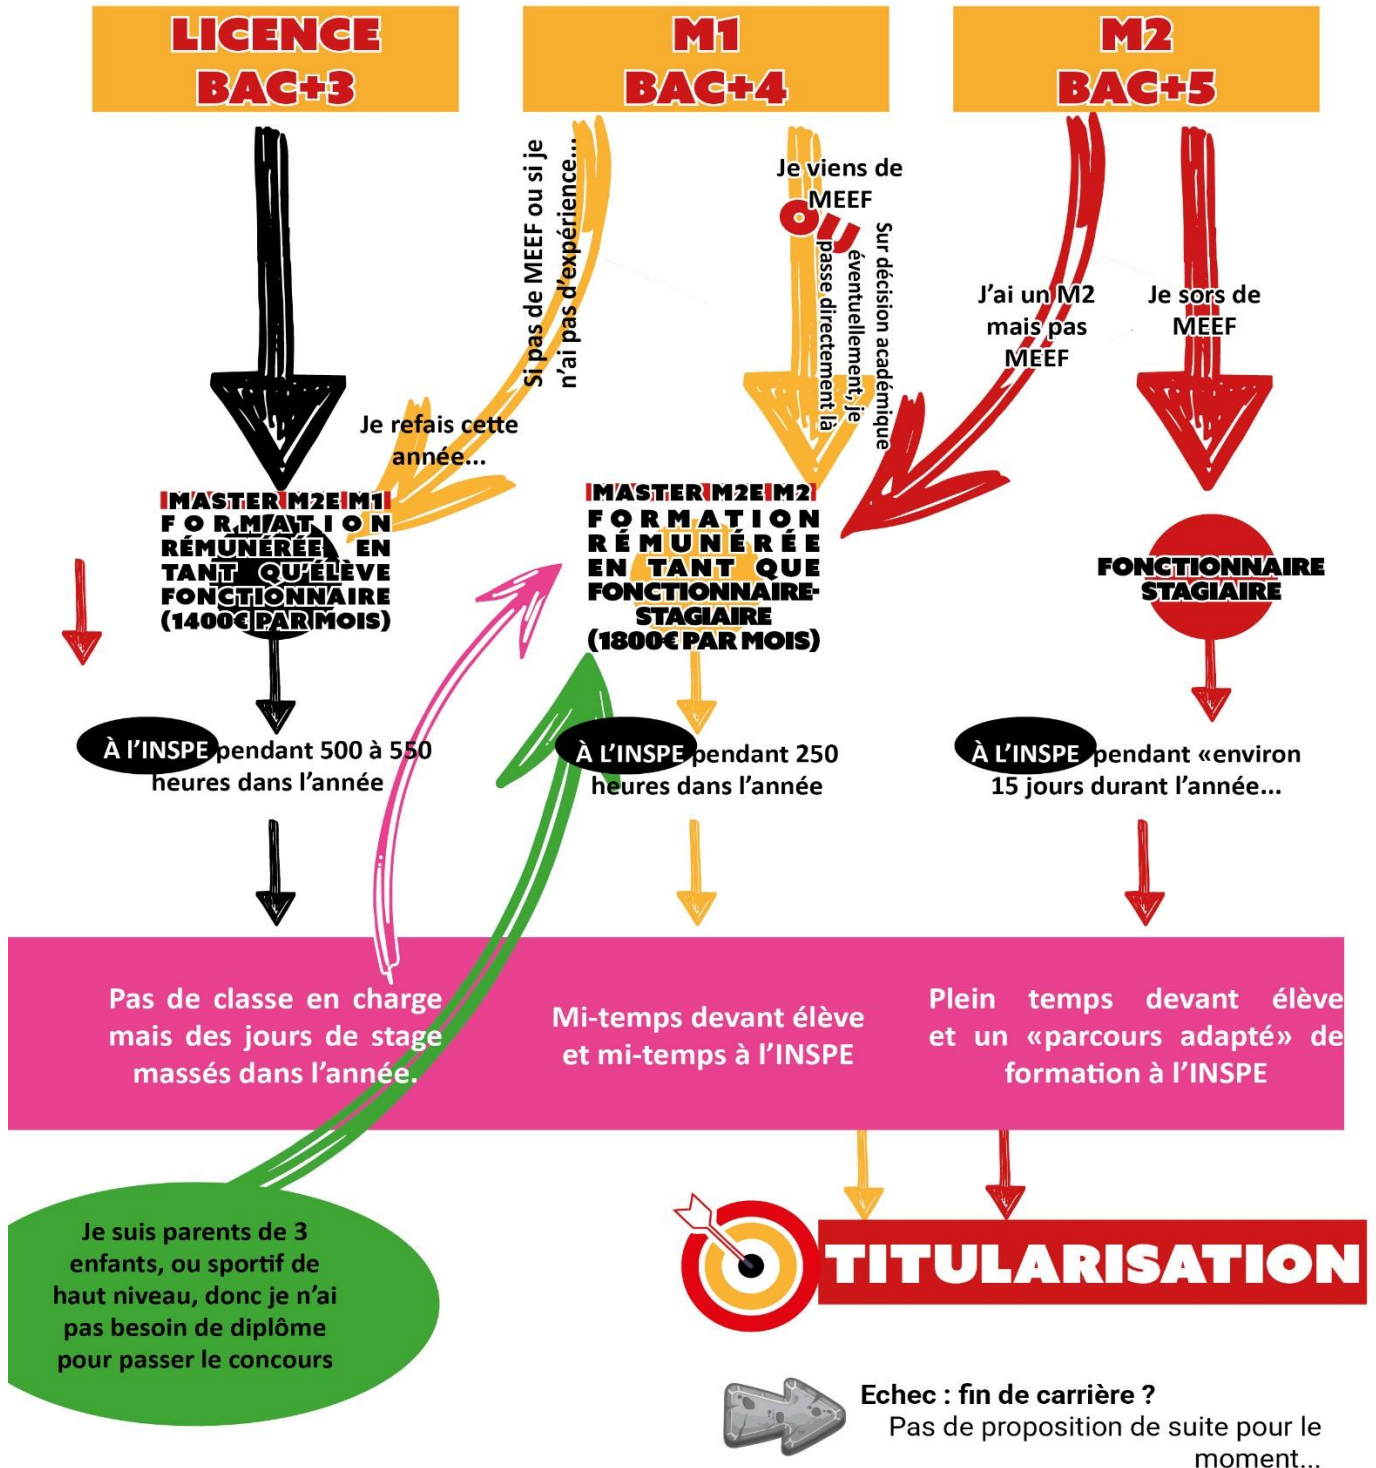 LICENCE
BAC+3
M1
BAC+4
M2
BAC+5
Si pas de MEEF ou si je
n'ai pas d'expérience...
Je refais cette
année...
Je viens de
MEEF
ou
Sur décision académique
éventuellement, je
passe directement là
J'ai un M2
mais pas
MEEF
Je sors de
MEEF
MASTER M2E M1
FORMATION
RÉMUNÉRÉE EN
TANT QU'ÉLÈVE
FONCTIONNAIRE
(1400€ PAR MOIS)
MASTER M2E M2
FORMATION
RÉMUNÉRÉE
EN TANT QUE
FONCTIONNAIRE-
STAGIAIRE
(1800€ PAR MOIS)
FONCTIONNAIRE
STAGIAIRE
À l'INSPE pendant 500 à 550
heures dans l'année
À L'INSPE pendant 250
heures dans l'année
À L'INSPE pendant «environ
15 jours durant l'année...
Pas de classe en charge
mais des jours de stage
massés dans l'année.
Mi-temps devant élève
et mi-temps à l'INSPE
Plein temps devant élève
et un «parcours adapté» de
formation à l'INSPE
Je suis parents de 3
enfants, ou sportif de
haut niveau, donc je n'ai
pas besoin de diplôme
pour passer le concours
TITULARISATION
Echec : fin de carrière ?
Pas de proposition de suite pour le
moment...